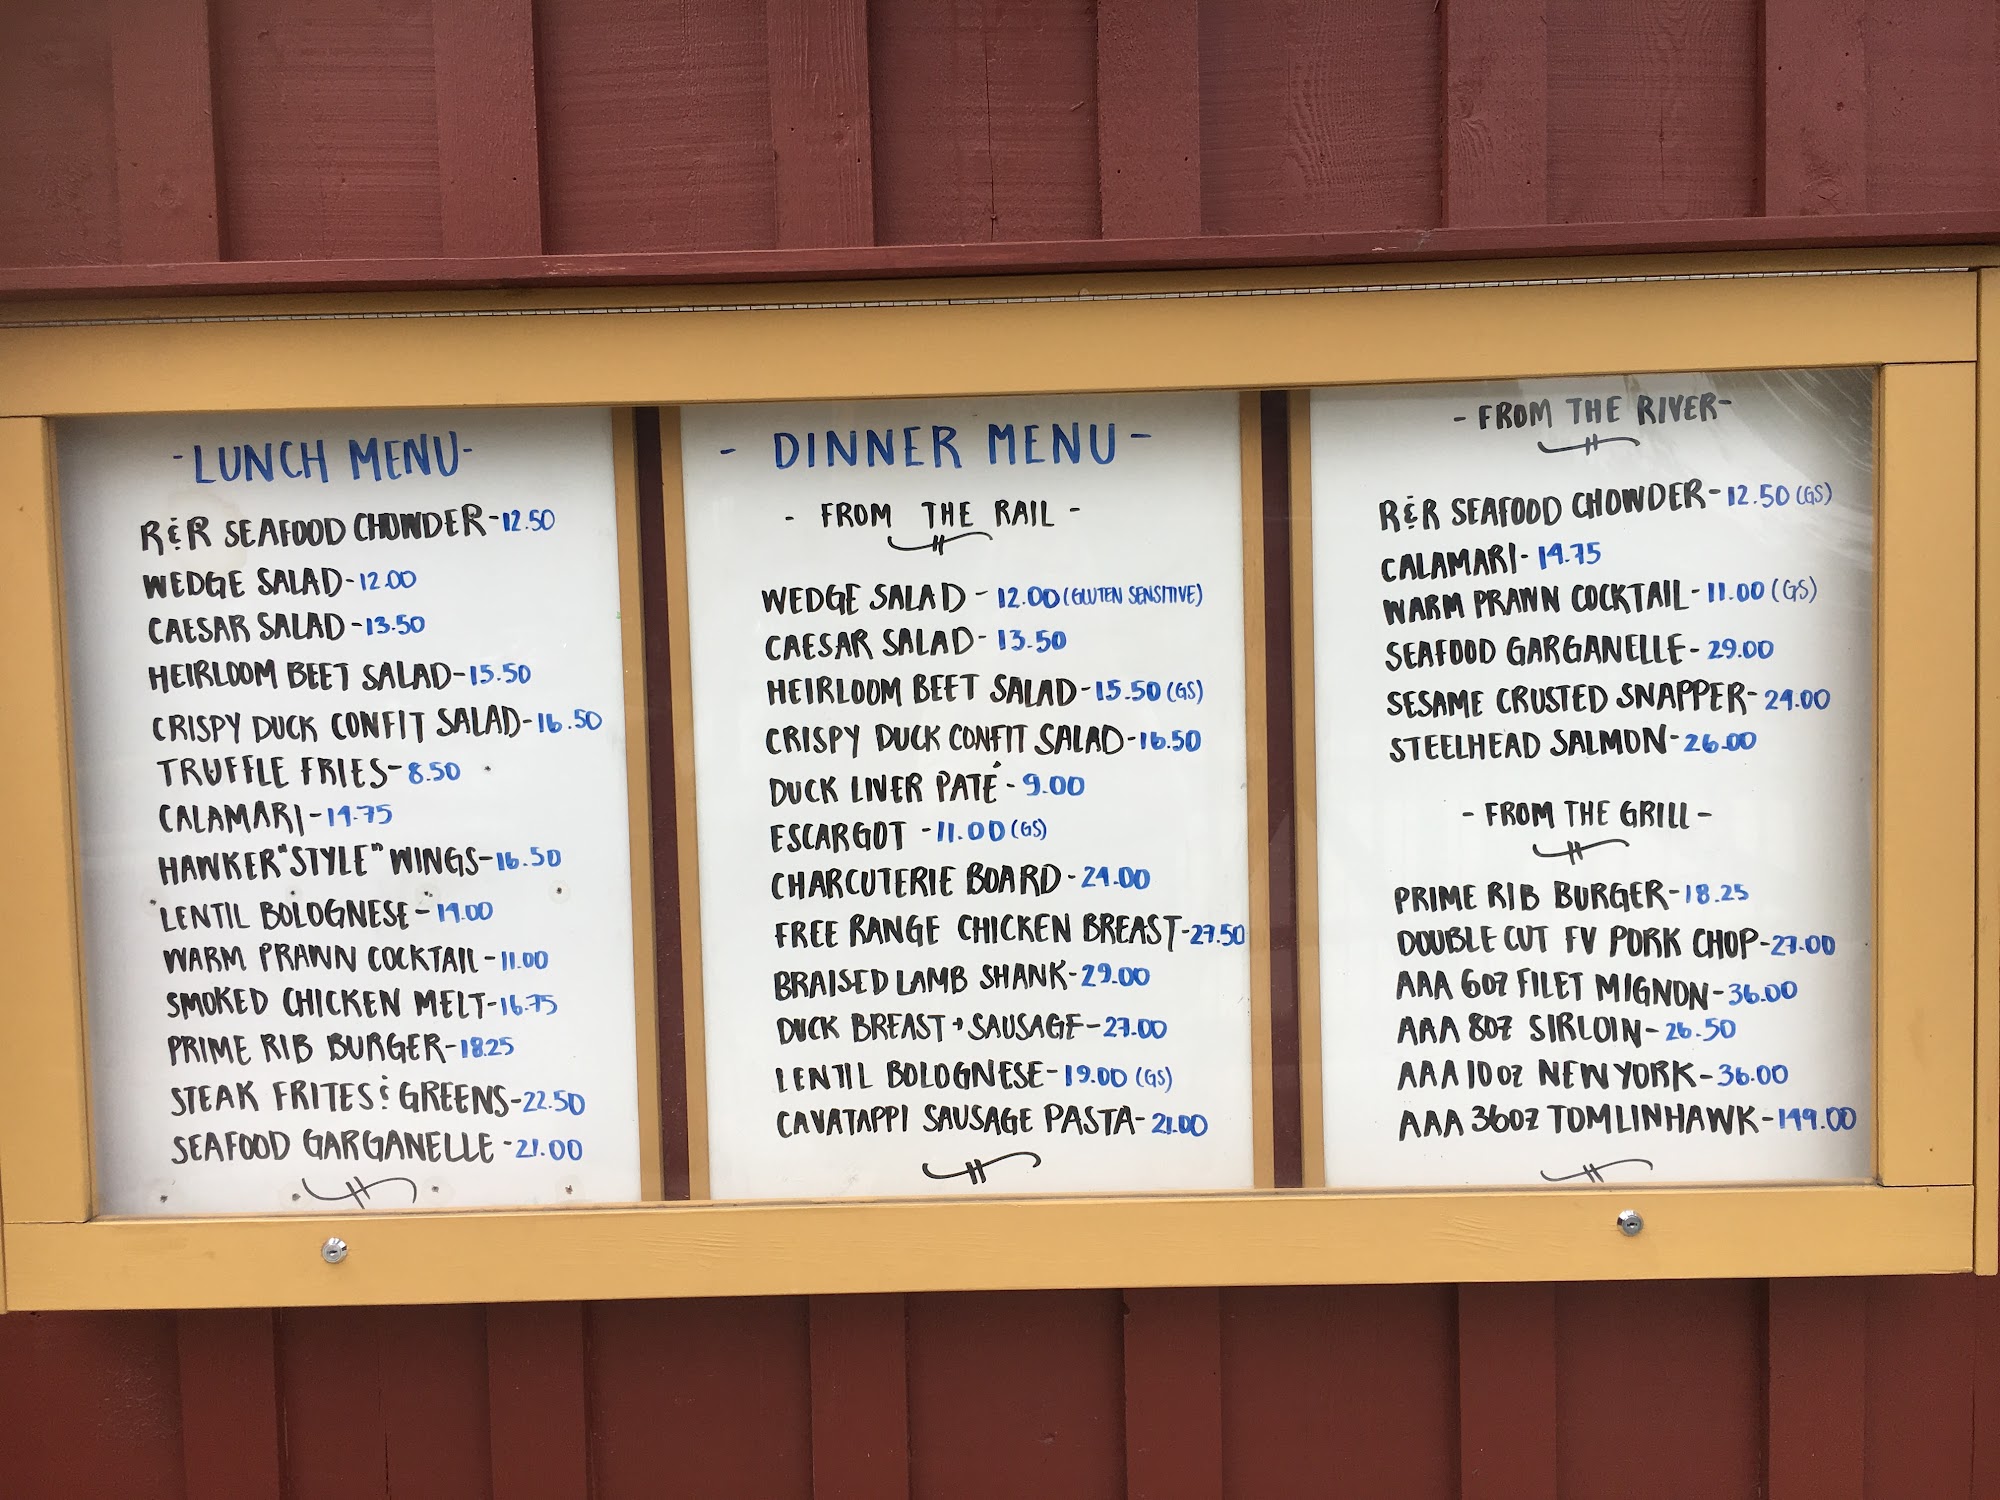 -LUNCH MENU-
R&R SEAFOOD CHOWDER-12.50
WEDGE SALAD-12.00
CAESAR SALAD-13.50
HEIRLOOM BEET SALAD-15.50
CRISPY DUCK CONFIT SALAD-16.50
TRUFFLE FRIES-8.50
CALAMARI-14.75
HAWKER"STYLE" WINGS-16.50
LENTIL BOLOGNESE-19.00
WARM PRAWN COCKTAIL-11.00
SMOKED CHICKEN MELT-16.75
PRIME RIB BURGER-18.25
STEAK FRITES & GREENS-22.50
SEAFOOD GARGANELLE-21.00
- DINNER MENU-
- FROM THE RAIL -
WEDGE SALAD - 12.00(GLUTEN SENSITIVE)
CAESAR SALAD- 13.50
HEIRLOOM BEET SALAD-15.50(GS)
CRISPY DUCK CONFIT SALAD-16.50
DUCK LIVER PATÉ - 9.00
ESCARGOT -11.00(GS)
CHARCUTERIE BOARD-24.00
FREE RANGE CHICKEN BREAST-27.50
BRAISED LAMB SHANK-29.00
DUCK BREAST + SAUSAGE-27.00
LENTIL BOLOGNESE-19.00 (GS)
CAVATAPPI SAUSAGE PASTA-21.00
-FROM THE RIVER-
R&R SEAFOOD CHOWDER-12.50(GS)
CALAMARI-14.75
WARM PRAWN COCKTAIL-11.00(GS)
SEAFOOD GARGANELLE-29.00
SESAME CRUSTED SNAPPER-24.00
STEELHEAD SALMON-26.00
-FROM THE GRILL-
PRIME RIB BURGER-18.25
DOUBLE CUT FV PORK CHOP-27.00
AAA 6OZ FILET MIGNON-36.00
AAA 8OZ SIRLOIN-26.50
AAA 10OZ NEW YORK-36.00
AAA 36OZ TOMLINHAWK-149.00